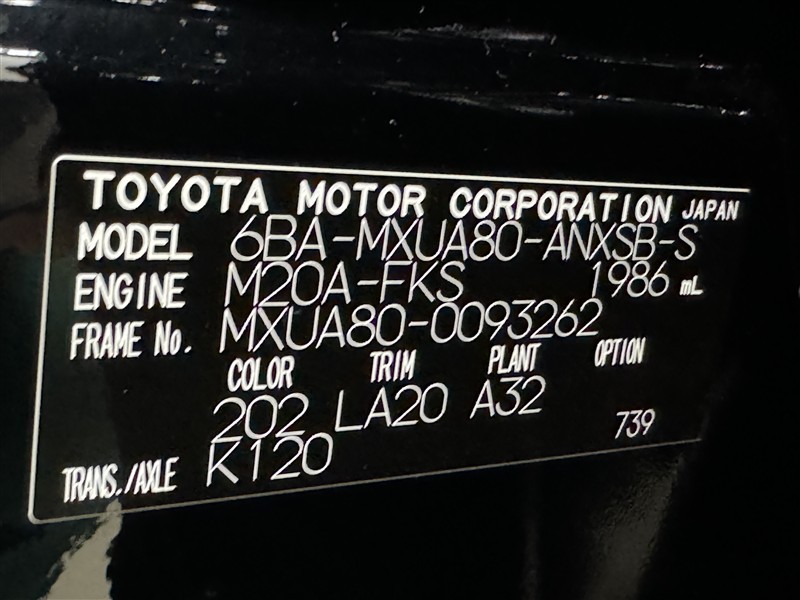 TOYOTA MOTOR CORPORATION JAPAN
MODEL 6BA-MXUA80-ANXSB-S
ENGINE M20A-FKS 1986 mL
FRAME No. MXUA80-0093262
COLOR TRIM PLANT OPTION
202 LA20 A32
739
TRANS./AXLE K120